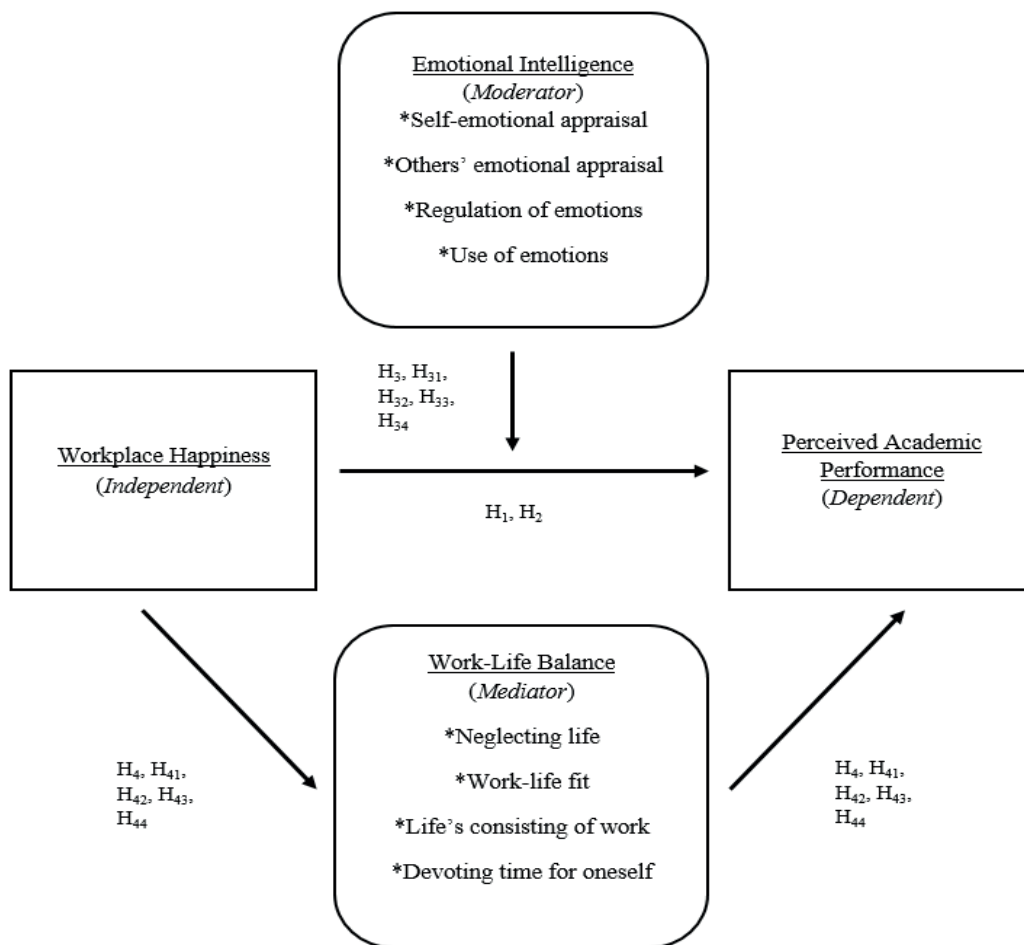 Emotional Intelligence
(Moderator)
*Self-emotional appraisal
*Others’ emotional appraisal
*Regulation of emotions
*Use of emotions
H3, H31,
H32, H33,
H34
Workplace Happiness
(Independent)
H1, H2
Perceived Academic
Performance
(Dependent)
Work-Life Balance
(Mediator)
*Neglecting life
*Work-life fit
*Life’s consisting of work
*Devoting time for oneself
H4, H41,
H42, H43,
H44
H4, H41,
H42, H43,
H44